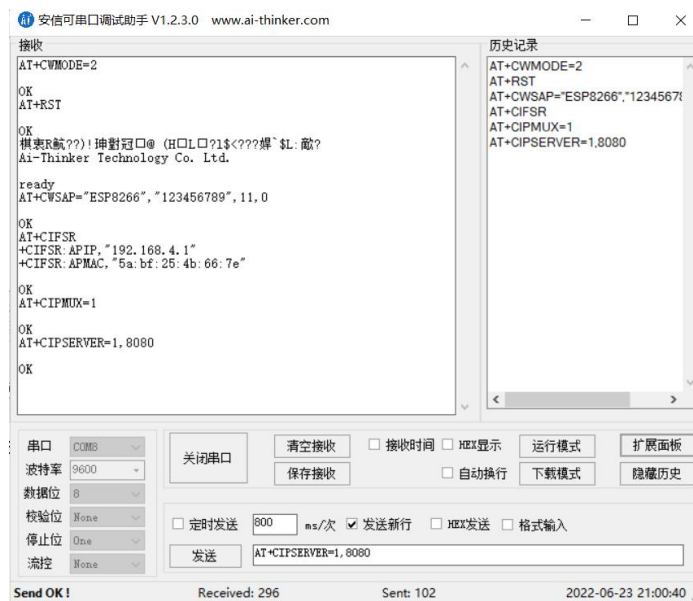 安信可串口调试助手 V1.2.3.0 www.ai-thinker.com
接收
AT+CWMODE=2
OK
AT+RST
OK
Ai-Thinker Technology Co. Ltd.
ready
AT+CWSAP="ESP8266","123456789",11,0
OK
AT+CIFSR
+CIFSR:APIP,"192.168.4.1"
+CIFSR:APMAC,"5a:bf:25:4b:66:7e"
OK
AT+CIPMUX=1
OK
AT+CIPSERVER=1,8080
OK
历史记录
AT+CWMODE=2
AT+RST
AT+CWSAP="ESP8266","1234567
AT+CIFSR
AT+CIPMUX=1
AT+CIPSERVER=1,8080
串口 COM8
波特率 9600
数据位 8
校验位 None
停止位 One
流控 None
关闭串口
清空接收 接收时间 HEX显示 运行模式 扩展面板
保存接收 自动换行 下载模式 隐藏历史
定时发送 800 ms/次 发送新行 HEX发送 格式输入
发送 AT+CIPSERVER=1,8080
Send OK! Received: 296 Sent: 102 2022-06-23 21:00:40